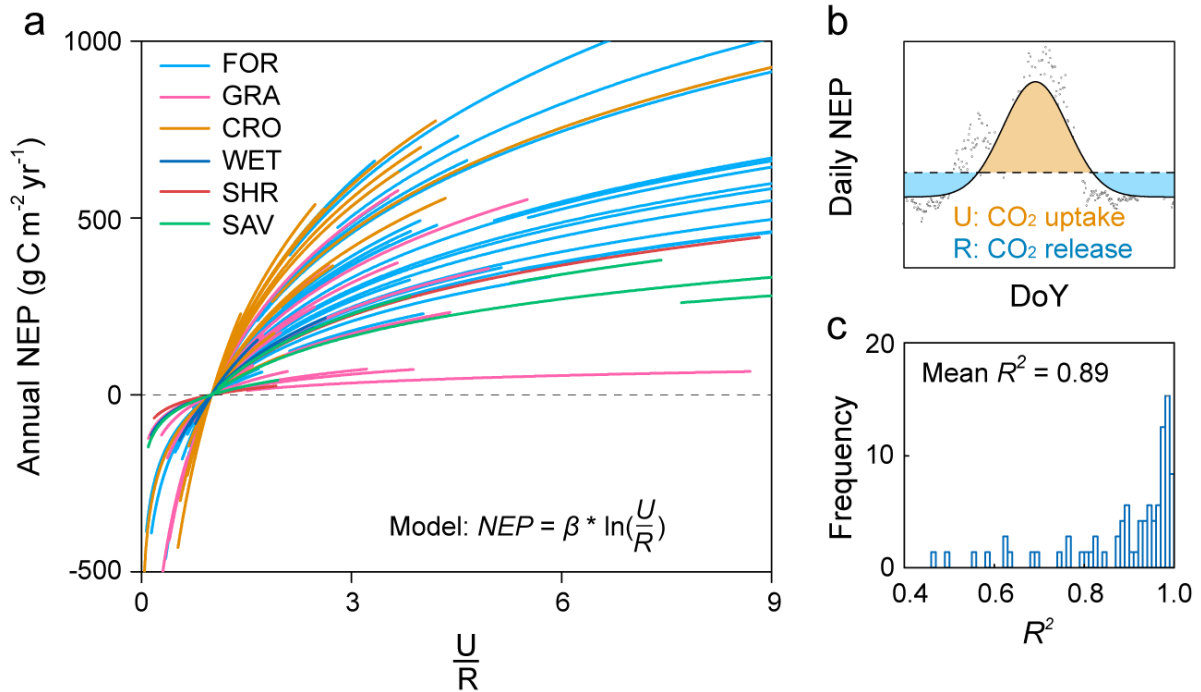 a
1000
500
0
-500
Annual NEP (g C m⁻² yr⁻¹)
FOR
GRA
CRO
WET
SHR
SAV
Model: NEP = β * ln(U/R)
0 3 6 9
U
R
b
Daily NEP
U: CO₂ uptake
R: CO₂ release
DoY
c
20
10
0
Frequency
Mean R² = 0.89
0.4 0.6 0.8 1.0
R²